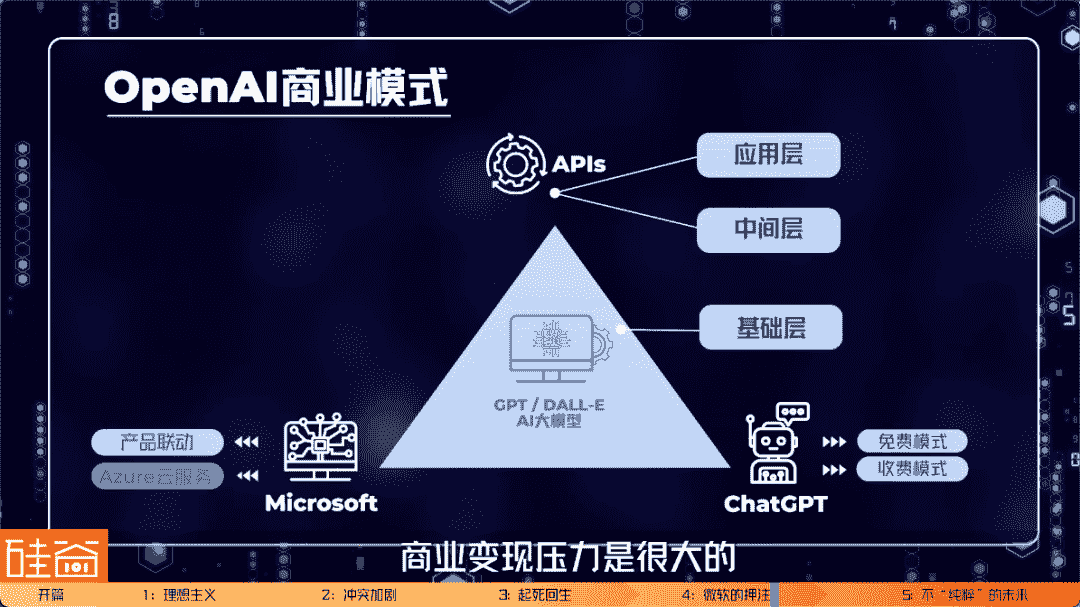 OpenAI商业模式
APIs
应用层
中间层
基础层
GPT / DALL-E
AI大模型
产品联动
Azure云服务
Microsoft
免费模式
收费模式
ChatGPT
商业变现压力是很大的
硅谷
101
开篇
1: 理想主义
2: 冲突加剧
3: 起死回生
4: 微软的押注
5: 不“纯粹”的未来